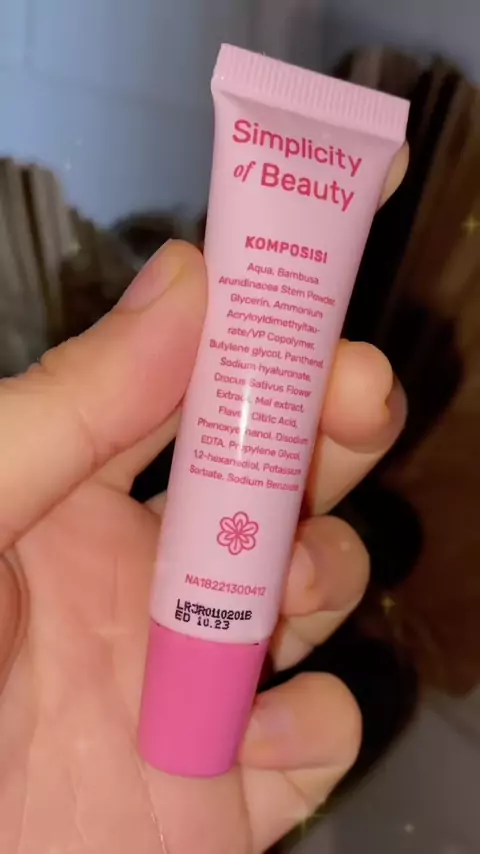 Simplicity
of Beauty
KOMPOSISI
Aqua, Bambusa
Arundinacea Stem Powder,
Glycerin, Ammonium
Acryloyldimethyltau-
rate/VP Copolymer,
Butylene glycol, Panthenol,
Sodium hyaluronate,
Crocus Sativus Flower
Extract, Mel extract,
Flavor, Citric Acid,
Phenoxyethanol, Disodium
EDTA, Propylene Glycol,
1,2-hexanediol, Potassium
Sorbate, Sodium Benzoate
NA18221300412
LRJR0110201B
ED 10.23